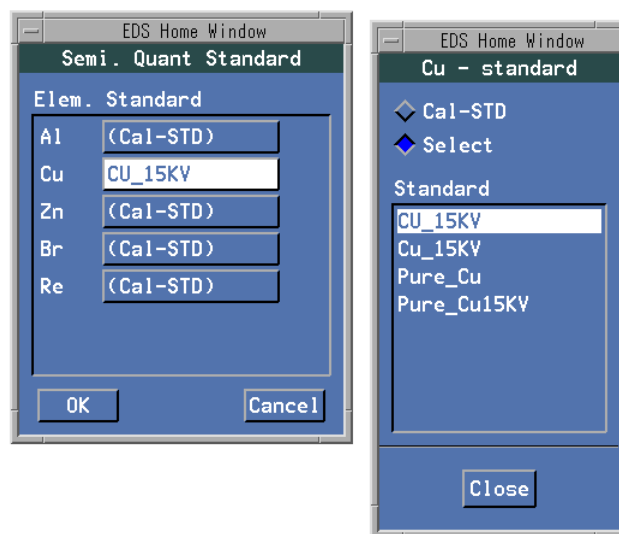 EDS Home Window
Semi. Quant Standard
Elem. Standard
Al (Cal-STD)
Cu CU_15KV
Zn (Cal-STD)
Br (Cal-STD)
Re (Cal-STD)
OK Cancel
EDS Home Window
Cu - standard
Cal-STD
Select
Standard
CU_15KV
Cu_15KV
Pure_Cu
Pure_Cu15KV
Close